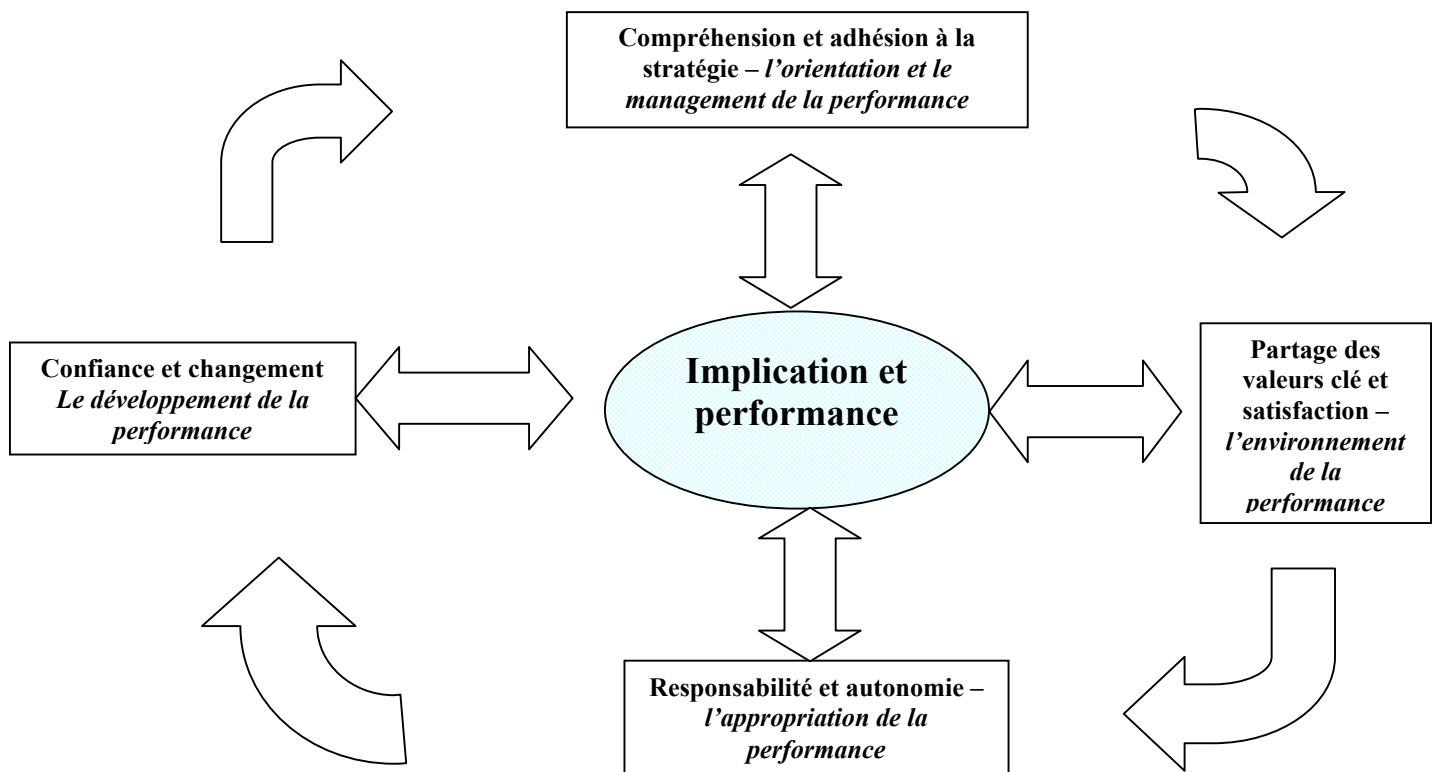 Compréhension et adhésion à la
stratégie – l’orientation et le
management de la performance
Confiance et changement
Le développement de la
performance
Implication et
performance
Partage des
valeurs clé et
satisfaction –
l’environnement
de la
performance
Responsabilité et autonomie –
l’appropriation de la
performance